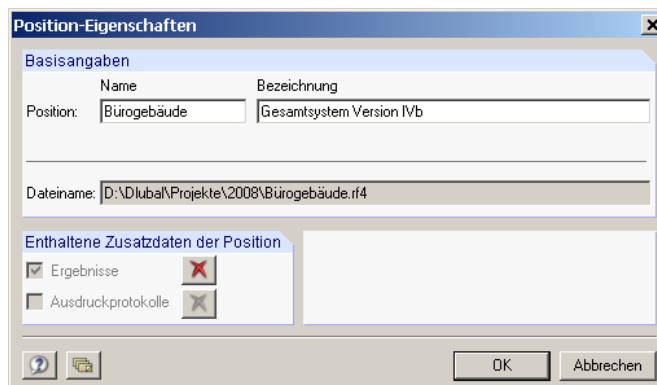 Position-Eigenschaften
Basisangaben
Name Bezeichnung
Position: Bürogebäude Gesamtsystem Version IVb
Dateiname: D:\Dlubal\Projekte\2008\Bürogebäude.rf4
Enthaltene Zusatzdaten der Position
Ergebnisse
Ausdruckprotokolle
OK Abbrechen